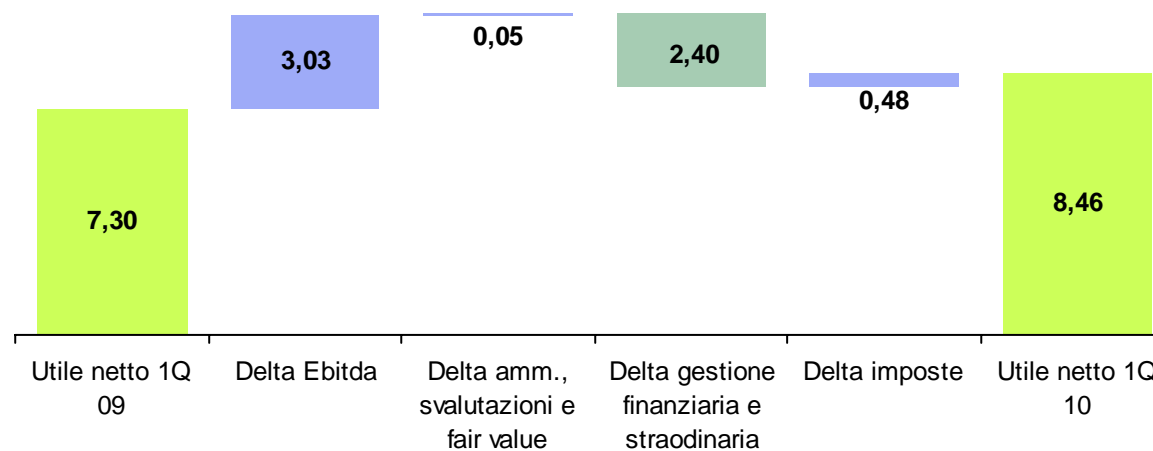 3,03
0,05
2,40
0,48
7,30
8,46
Utile netto 1Q
09
Delta Ebitda
Delta amm.,
svalutazioni e
fair value
Delta gestione
finanziaria e
straodinaria
Delta imposte
Utile netto 1Q
10